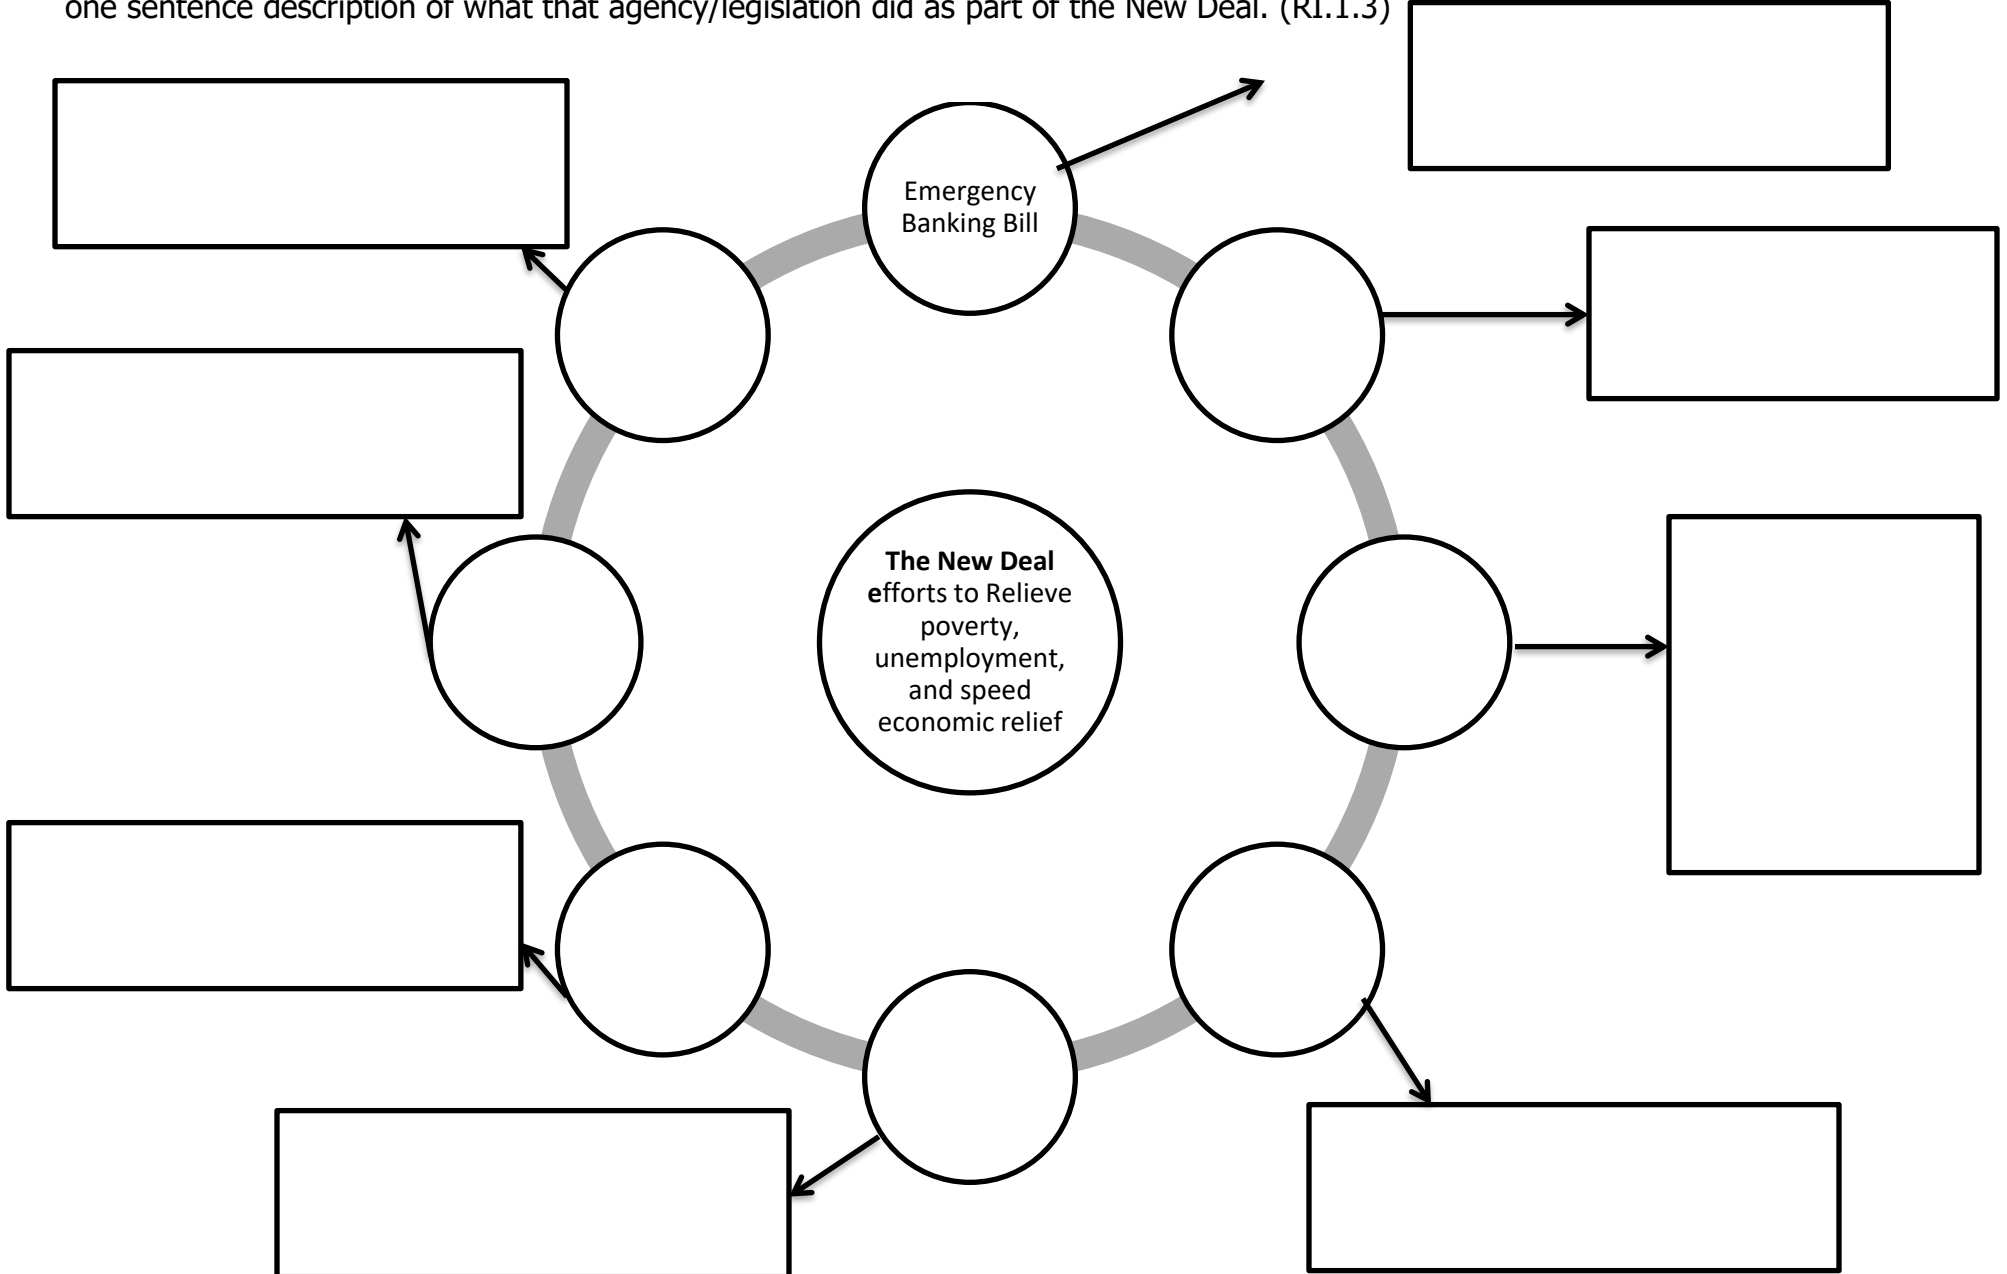 one sentence description of what that agency/legislation did as part of the New Deal. (RI.1.3)
Emergency
Banking Bill
The New Deal
efforts to Relieve
poverty,
unemployment,
and speed
economic relief